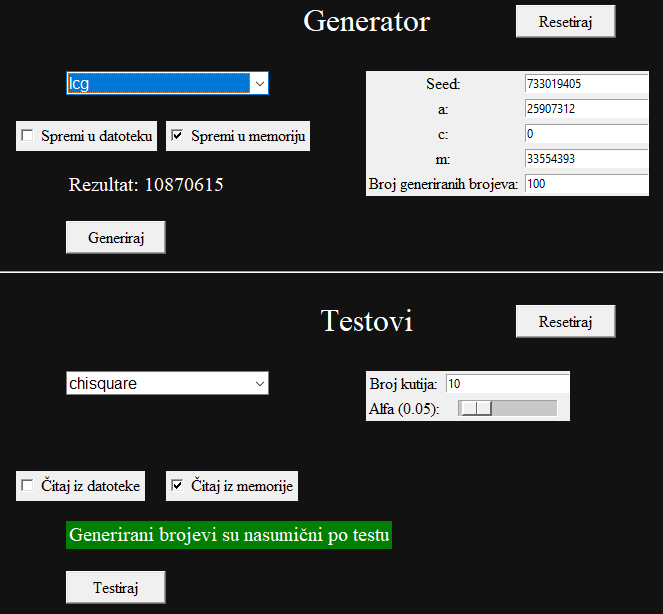 Generator
Resetiraj
lcg
Seed: 733019405
a: 25907312
c: 0
m: 33554393
Broj generiranih brojeva: 100
Spremi u datoteku
Spremi u memoriju
Rezultat: 10870615
Generiraj
Testovi
Resetiraj
chisquare
Broj kutija: 10
Alfa (0.05):
Čitaj iz datoteke
Čitaj iz memorije
Generirani brojevi su nasumični po testu
Testiraj